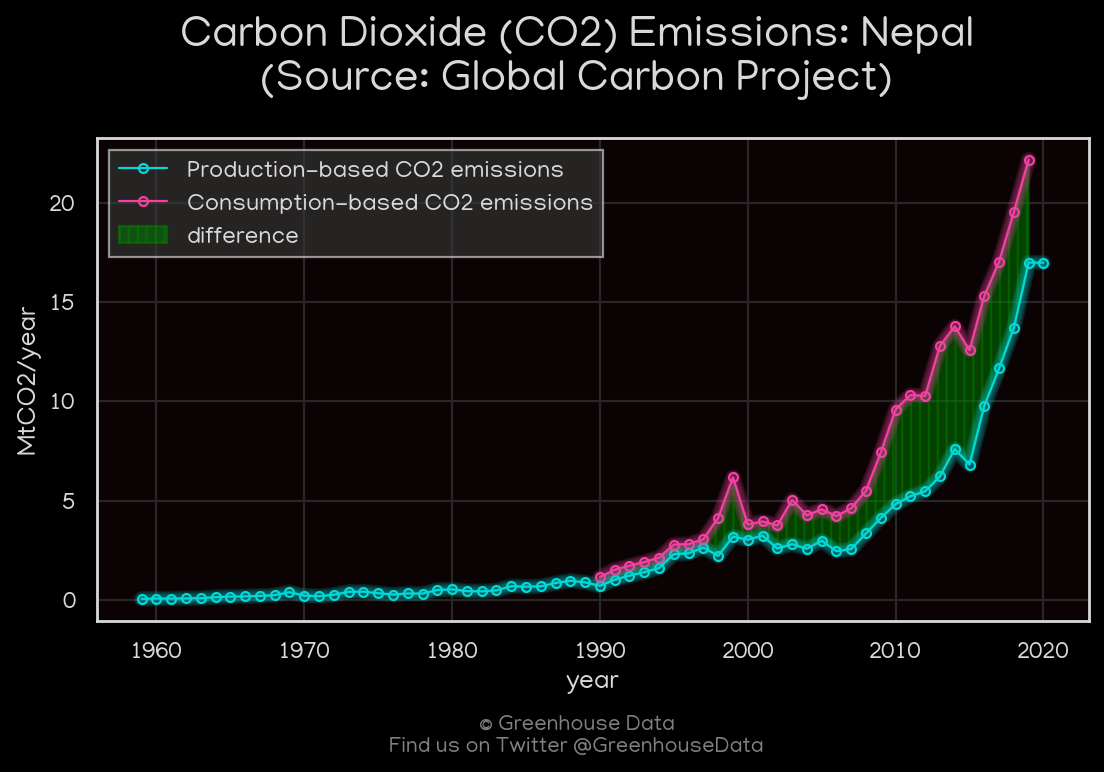 Carbon Dioxide (CO2) Emissions: Nepal
(Source: Global Carbon Project)
Production-based CO2 emissions
Consumption-based CO2 emissions
difference
MtCO2/year
20
15
10
5
0
1960 1970 1980 1990 2000 2010 2020
year
© Greenhouse Data
Find us on Twitter @GreenhouseData